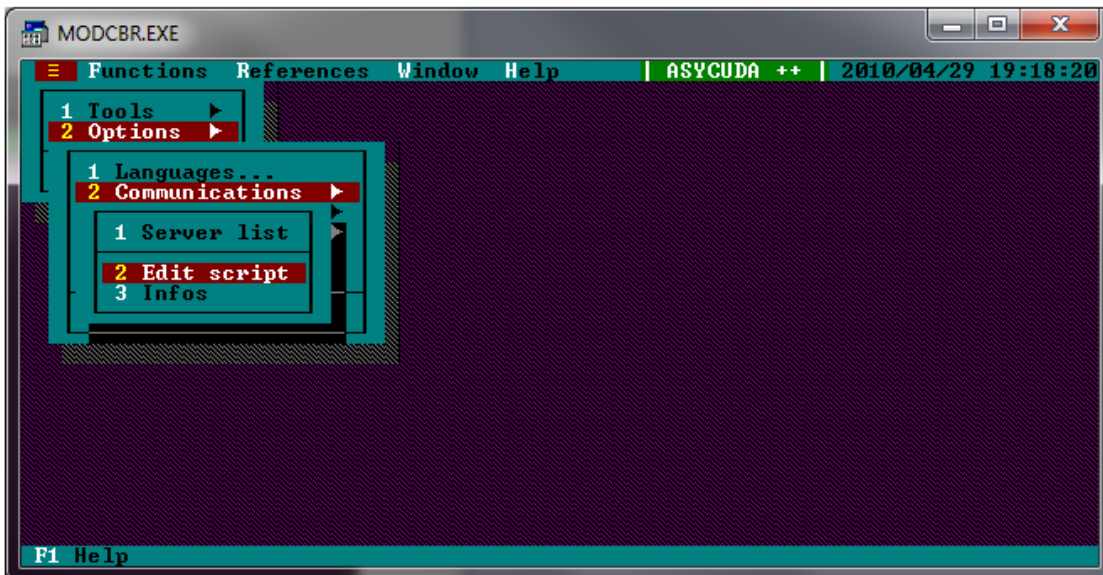 MODCBR.EXE
≡ Functions References Window Help | ASYCUDA ++ | 2010/04/29 19:18:20
1 Tools
2 Options
1 Languages...
2 Communications
1 Server list
2 Edit script
3 Infos
F1 Help